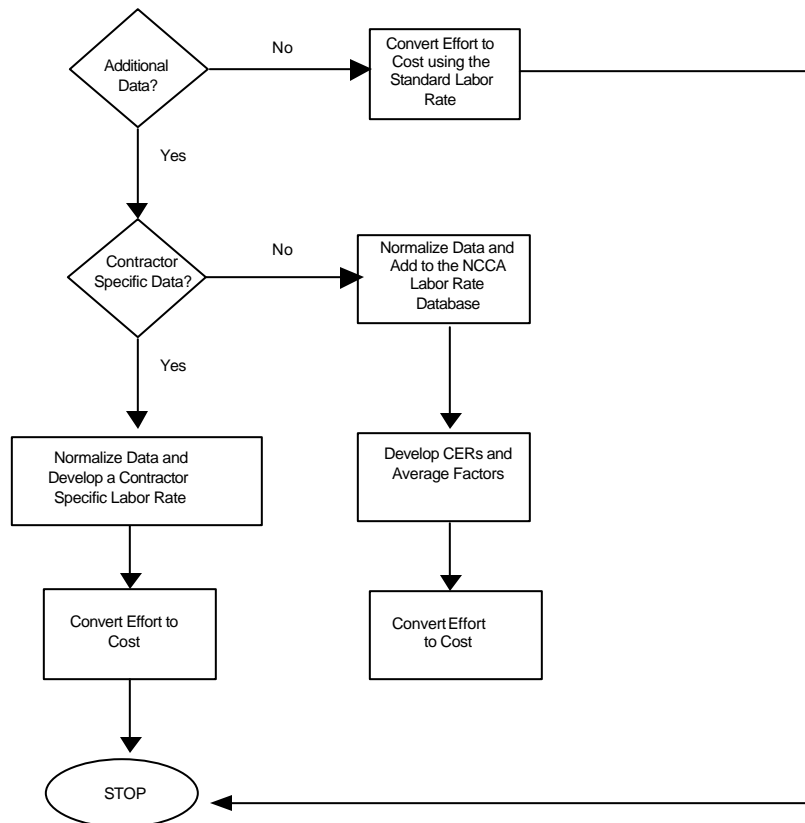 Additional
Data?
No
Convert Effort to
Cost using the
Standard Labor
Rate
Yes
Contractor
Specific Data?
No
Normalize Data and
Add to the NCCA
Labor Rate
Database
Yes
Normalize Data and
Develop a Contractor
Specific Labor Rate
Develop CERs and
Average Factors
Convert Effort to
Cost
Convert Effort
to Cost
STOP